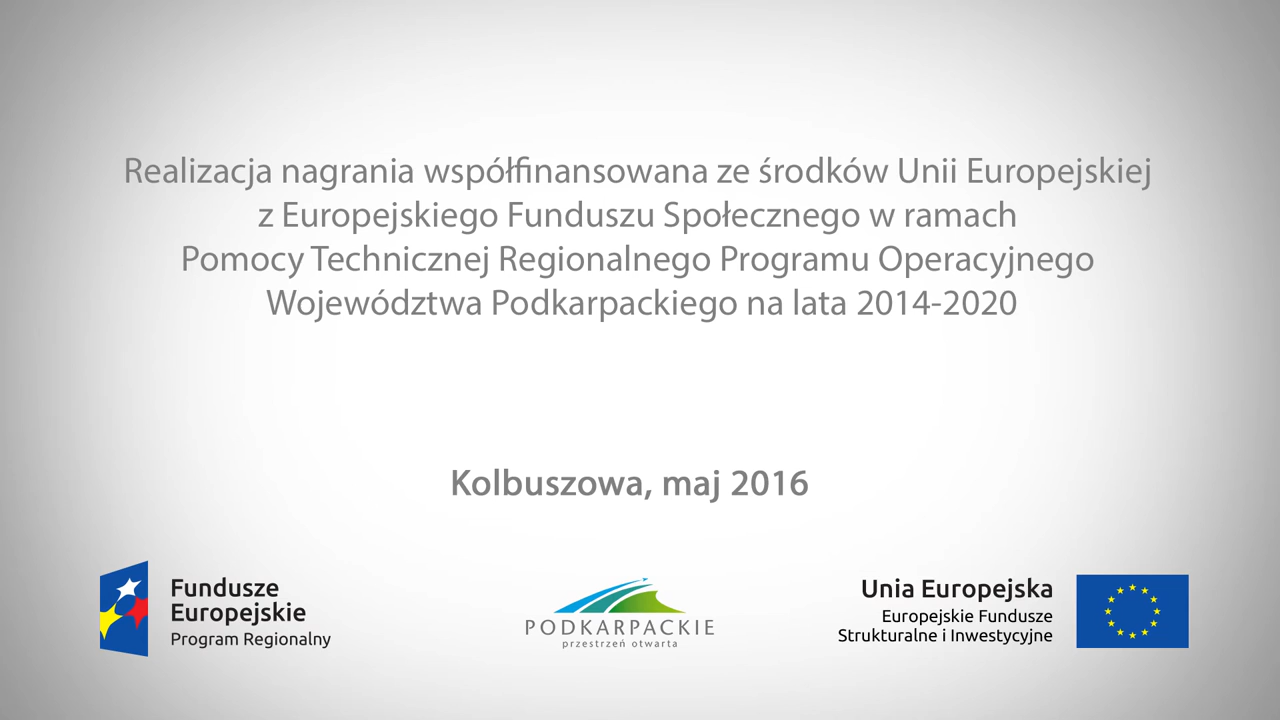 Realizacja nagrania współfinansowana ze środków Unii Europejskiej
z Europejskiego Funduszu Społecznego w ramach
Pomocy Technicznej Regionalnego Programu Operacyjnego
Województwa Podkarpackiego na lata 2014-2020
Kolbuszowa, maj 2016
Fundusze
Europejskie
Program Regionalny
PODKARPACKIE
przestrzeń otwarta
Unia Europejska
Europejskie Fundusze
Strukturalne i Inwestycyjne